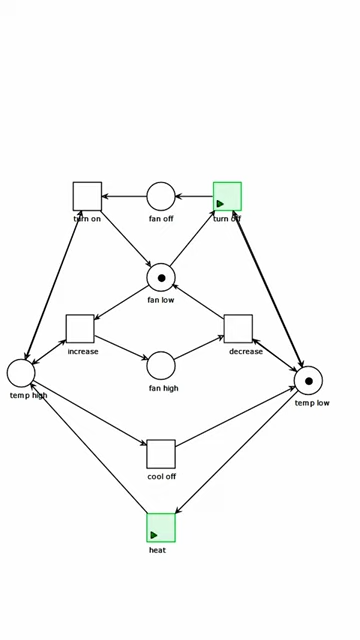 turn on
fan off
turn off
fan low
increase
decrease
fan high
temp high
temp low
cool off
heat